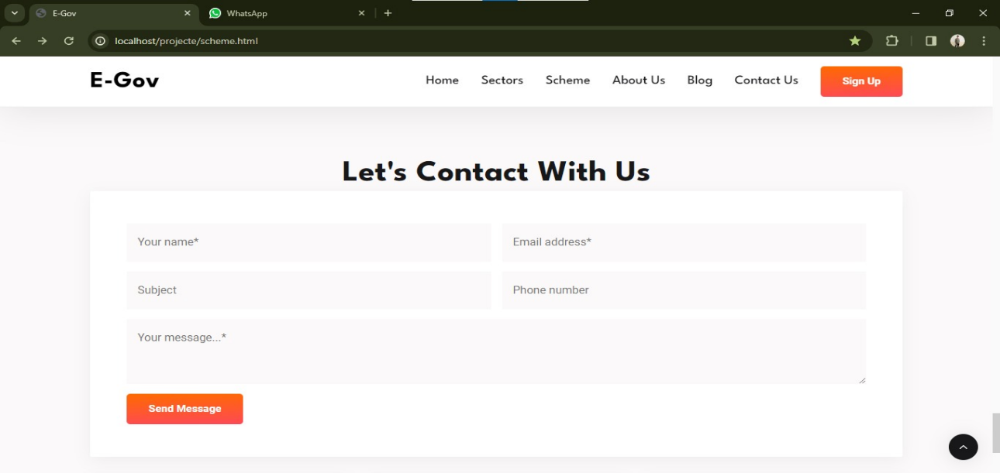 E-Gov
WhatsApp
localhost/projecte/scheme.html
E-Gov Home Sectors Scheme About Us Blog Contact Us Sign Up
Let's Contact With Us
Your name* Email address*
Subject Phone number
Your message...*
Send Message